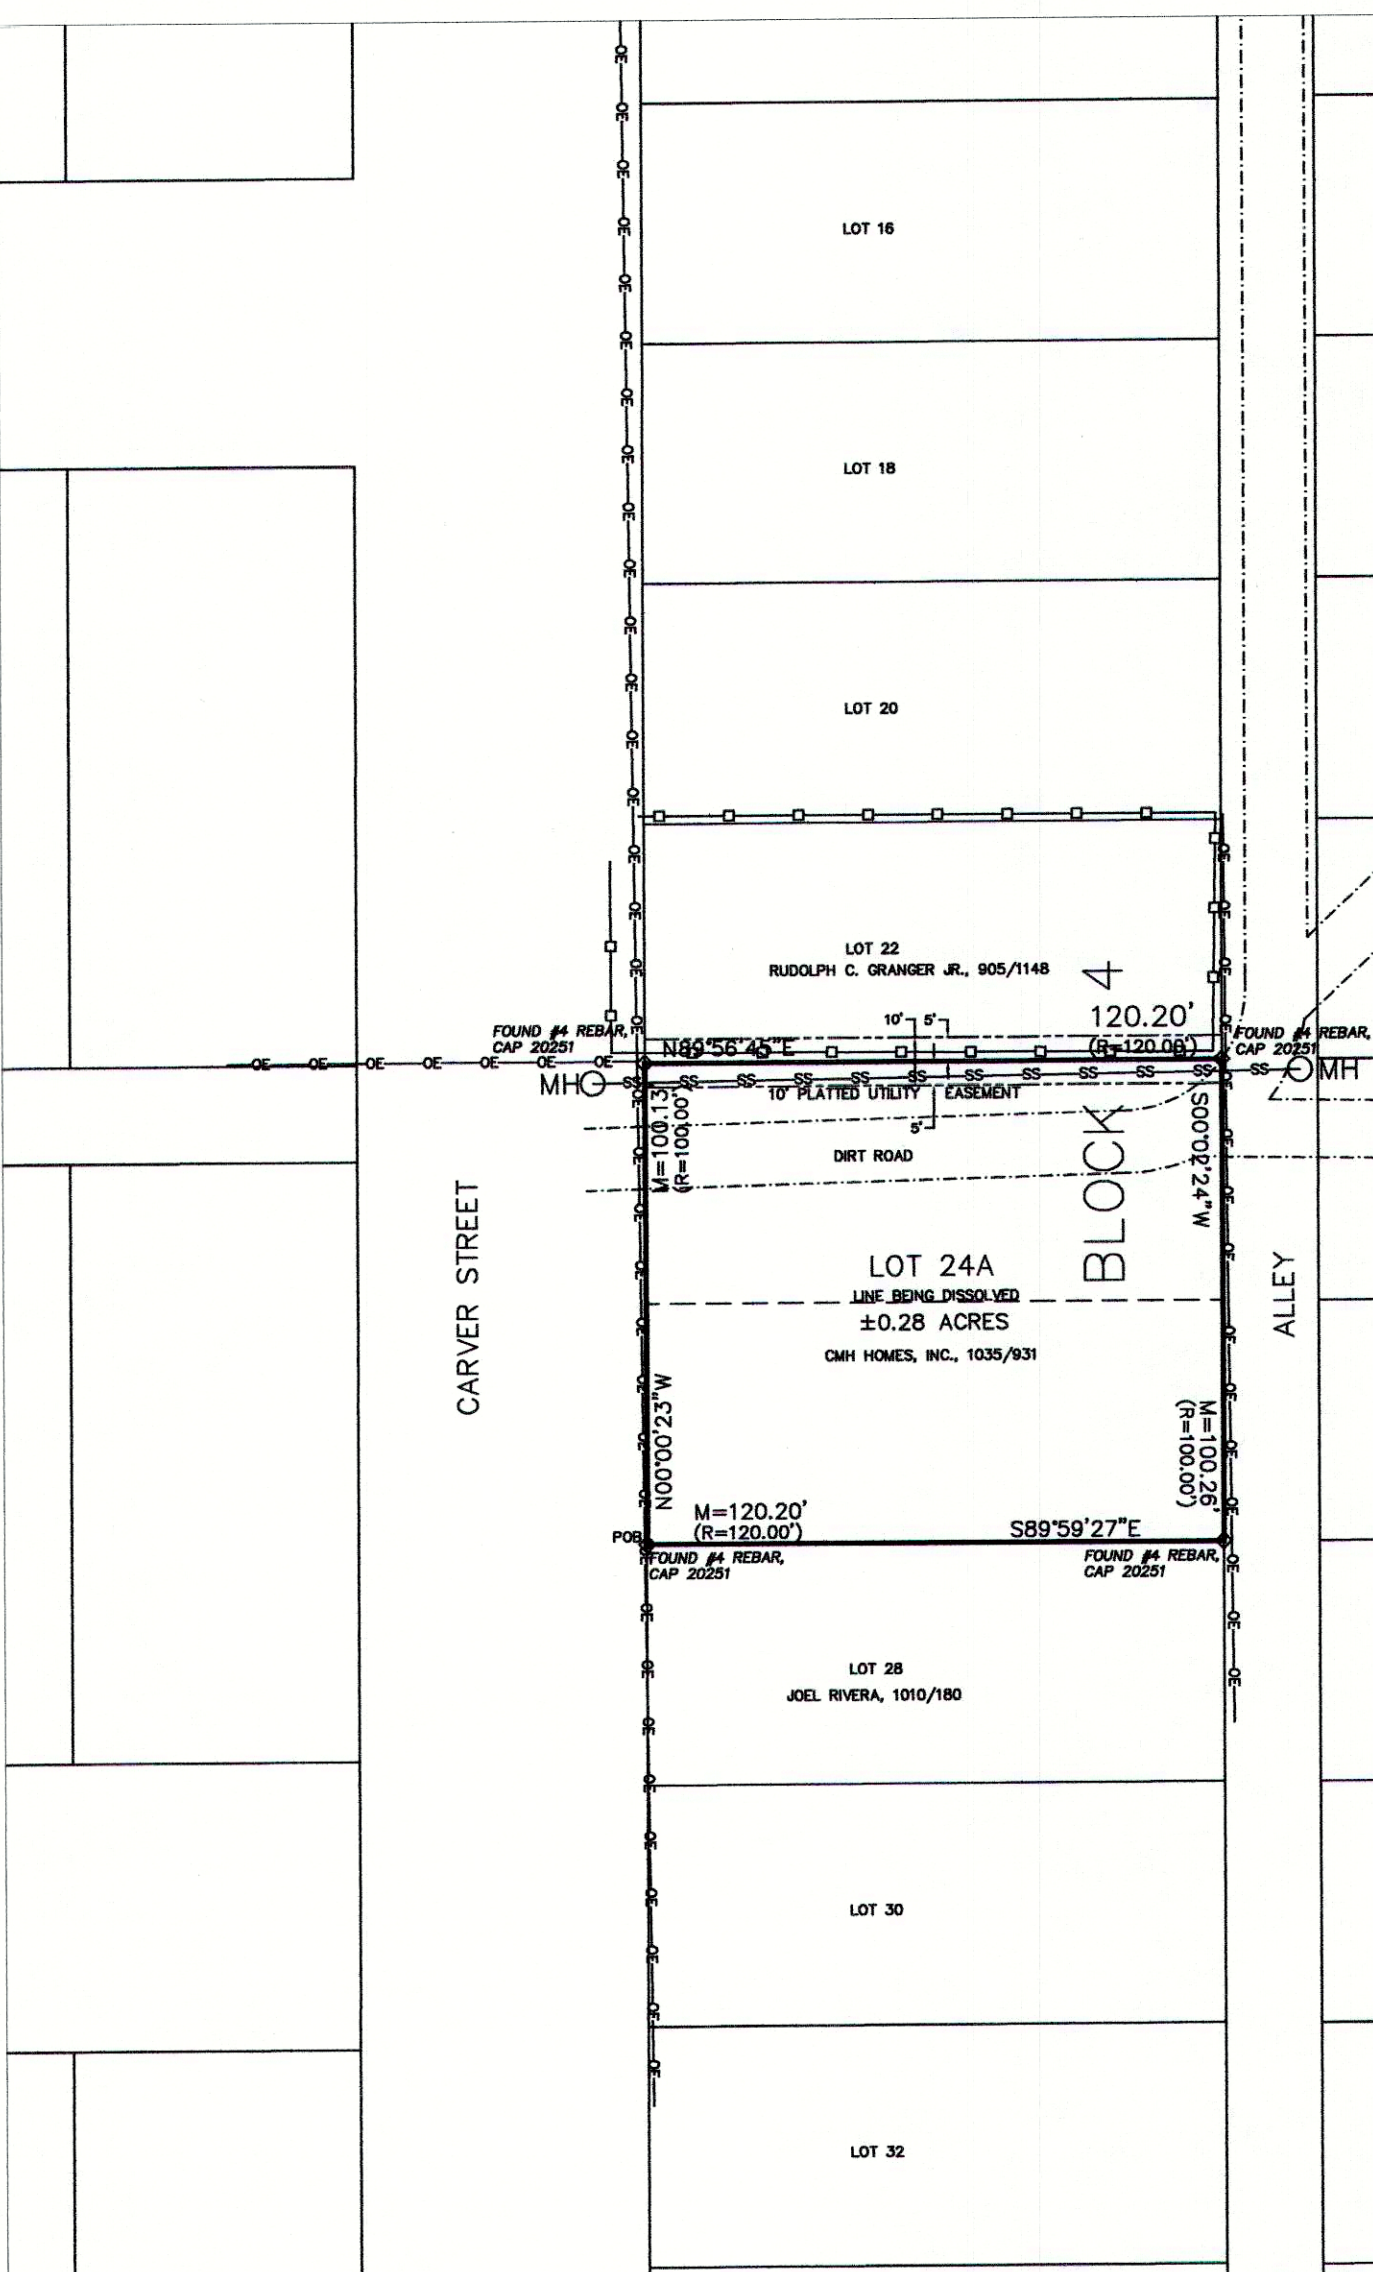 LOT 16
LOT 18
LOT 20
LOT 22
RUDOLPH C. GRANGER JR., 905/1148
BLOCK 4
10'
5'
120.20'
(R=120.00')
FOUND #4 REBAR,
CAP 20251
N89°56'45"E
FOUND #4 REBAR,
CAP 20251
MH
MH
10' PLATTED UTILITY EASEMENT
5'
M=100.13'
(R=100.00')
S00°02'24"W
DIRT ROAD
CARVER STREET
ALLEY
LOT 24A
LINE BEING DISSOLVED
±0.28 ACRES
CMH HOMES, INC., 1035/931
N00°00'23"W
M=100.26'
(R=100.00')
M=120.20'
(R=120.00')
S89°59'27"E
POB
FOUND #4 REBAR,
CAP 20251
FOUND #4 REBAR,
CAP 20251
LOT 28
JOEL RIVERA, 1010/180
LOT 30
LOT 32
OE
SS